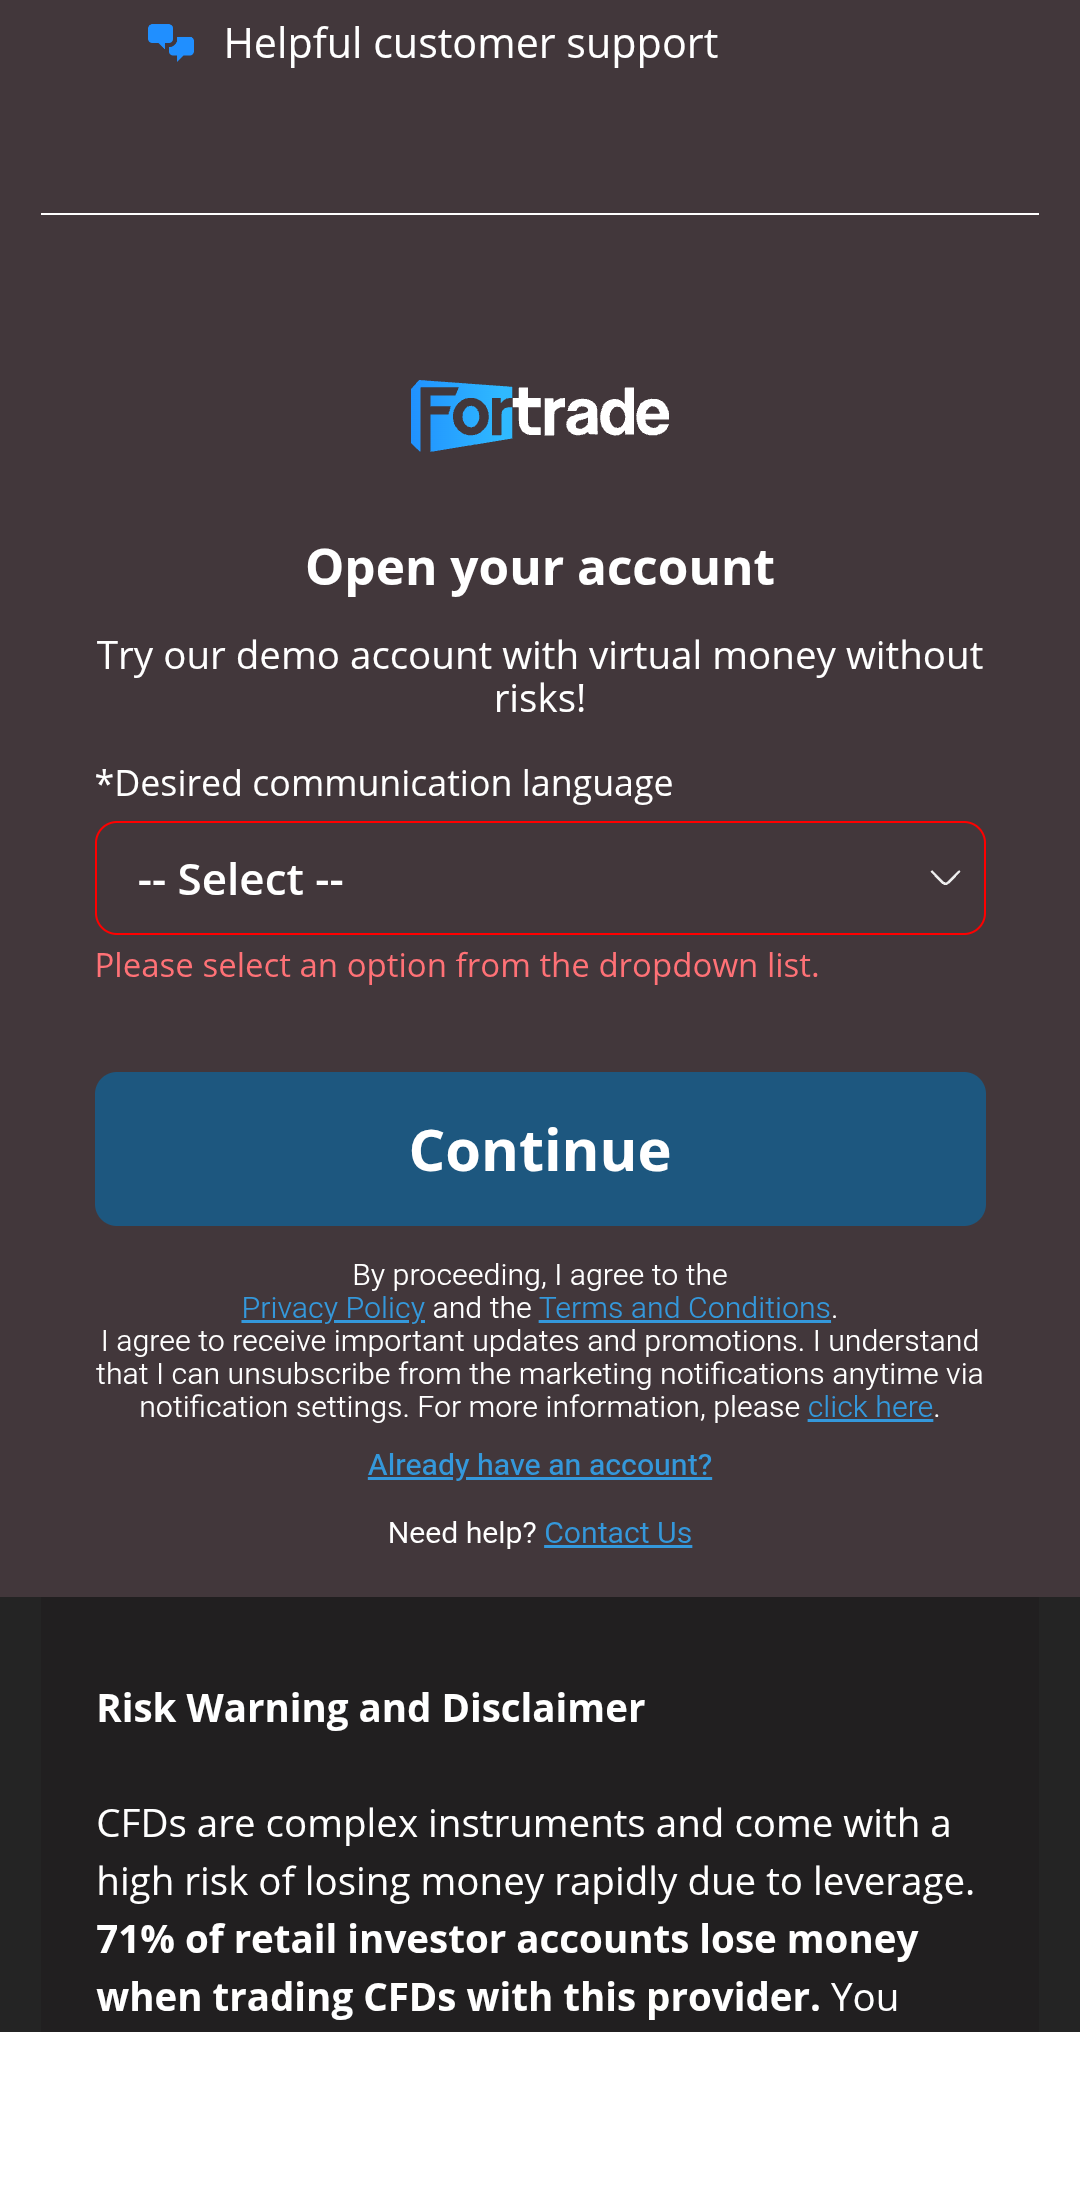 Helpful customer support
Fortrade
Open your account
Try our demo account with virtual money without
risks!
*Desired communication language
-- Select --
Please select an option from the dropdown list.
Continue
By proceeding, I agree to the
Privacy Policy and the Terms and Conditions.
I agree to receive important updates and promotions. I understand
that I can unsubscribe from the marketing notifications anytime via
notification settings. For more information, please click here.
Already have an account?
Need help? Contact Us
Risk Warning and Disclaimer
CFDs are complex instruments and come with a
high risk of losing money rapidly due to leverage.
71% of retail investor accounts lose money
when trading CFDs with this provider. You